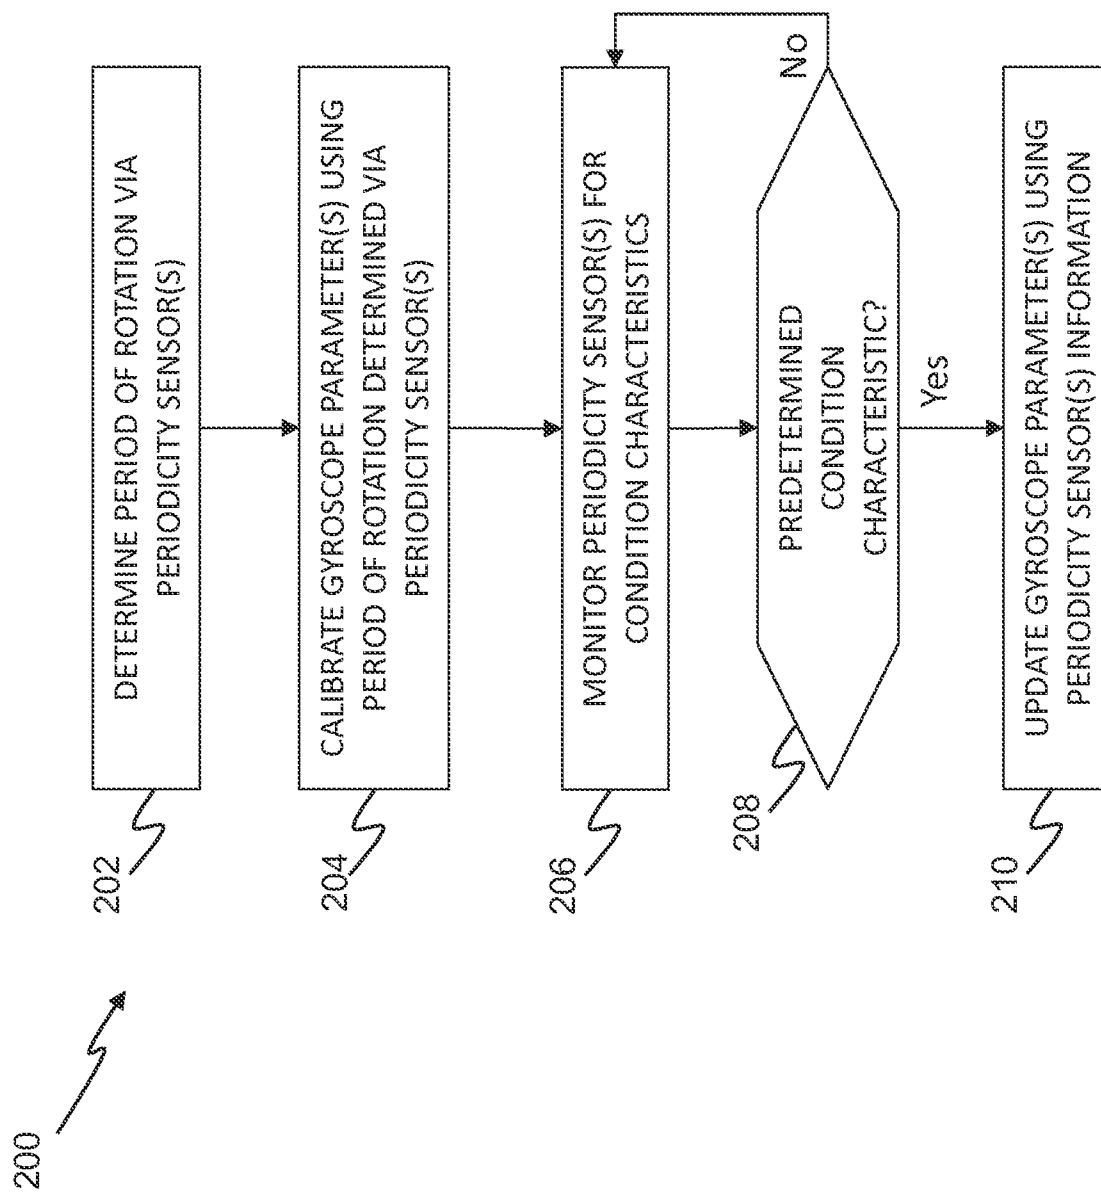 200
202
DETERMINE PERIOD OF ROTATION VIA
PERIODICITY SENSOR(S)
204
CALIBRATE GYROSCOPE PARAMETER(S) USING
PERIOD OF ROTATION DETERMINED VIA
PERIODICITY SENSOR(S)
206
MONITOR PERIODICITY SENSOR(S) FOR
CONDITION CHARACTERISTICS
208
PREDETERMINED
CONDITION
CHARACTERISTIC?
No
Yes
210
UPDATE GYROSCOPE PARAMETER(S) USING
PERIODICITY SENSOR(S) INFORMATION